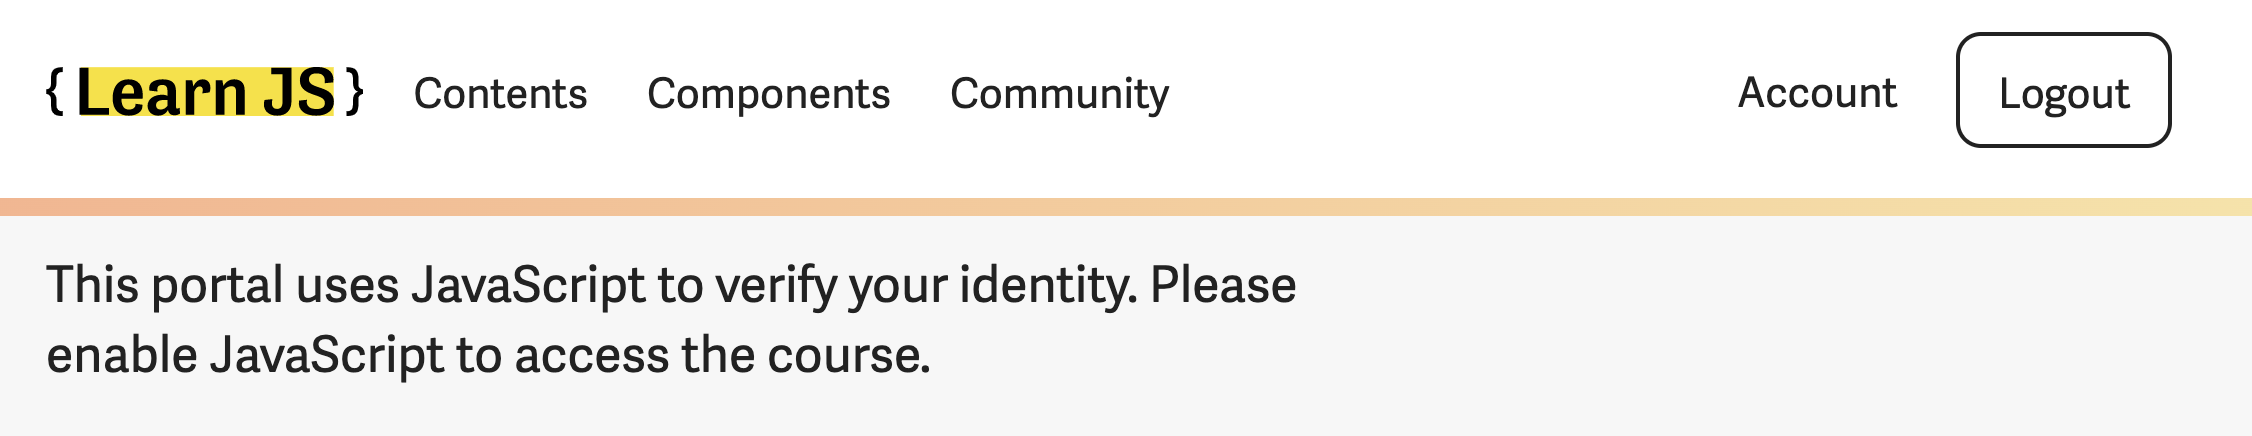 { Learn JS } Contents Components Community Account Logout
This portal uses JavaScript to verify your identity. Please
enable JavaScript to access the course.